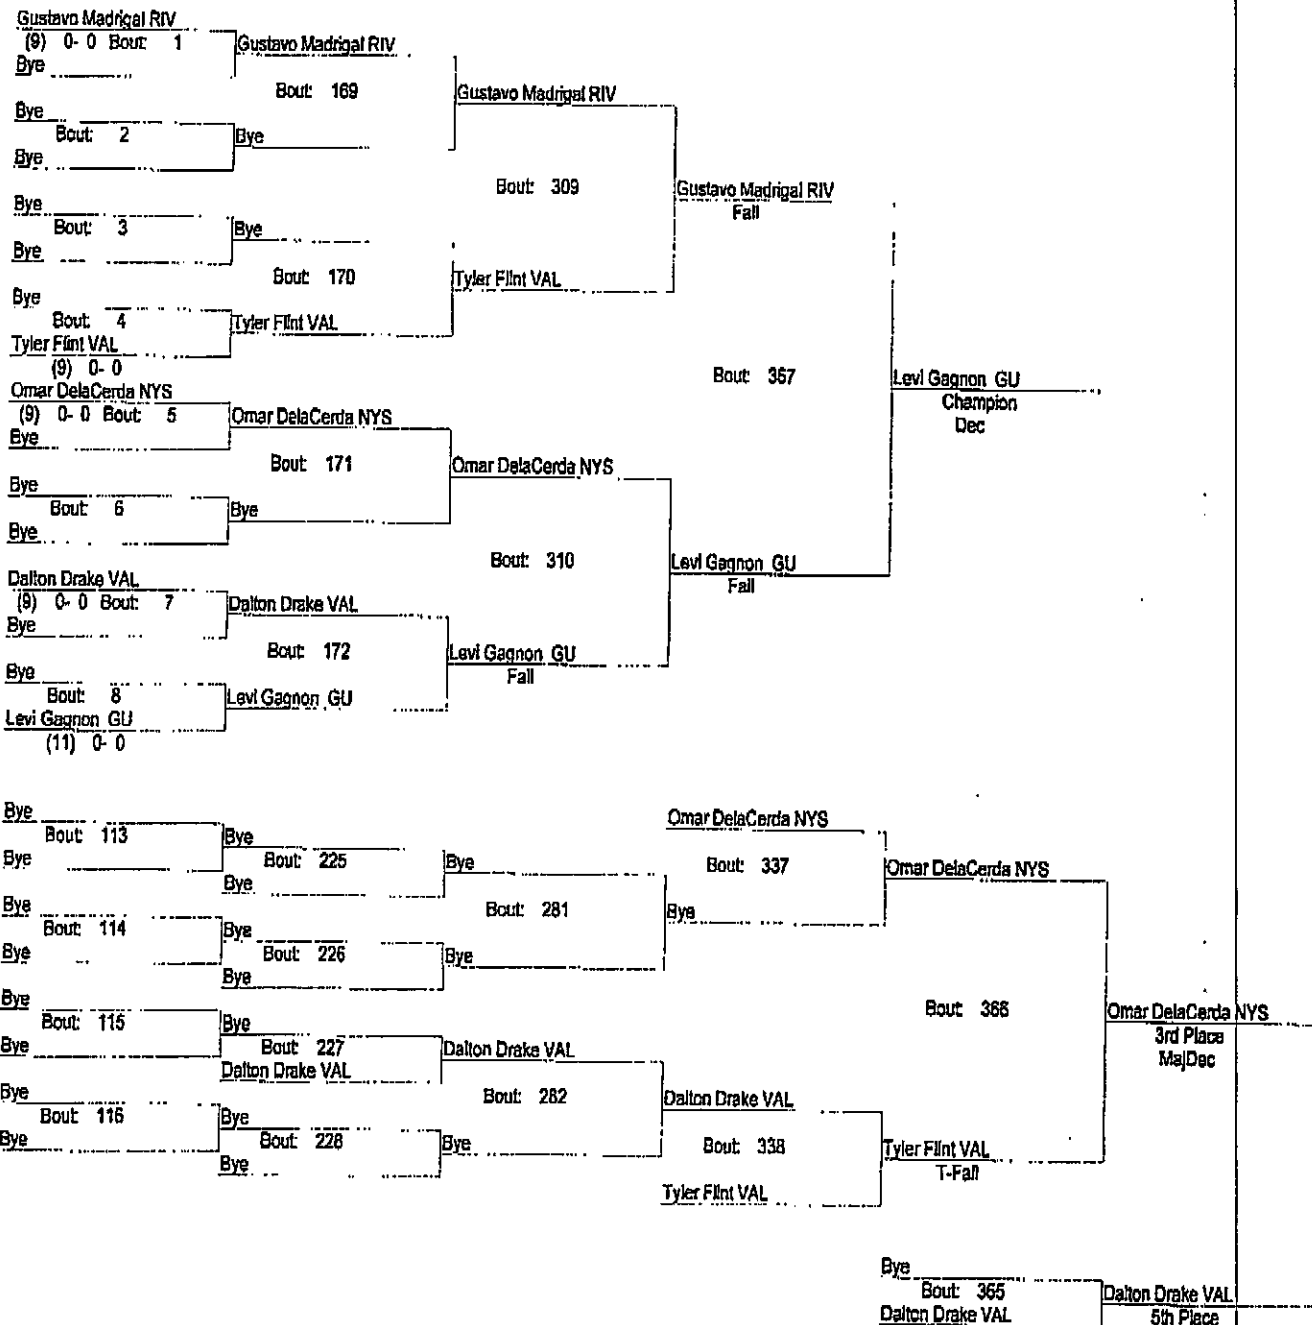 Gustavo Madrigal RIV
(9) 0- 0 Bout: 1
Gustavo Madrigal RIV
Bye
Bout: 169
Gustavo Madrigal RIV
Bye
Bout: 2
Bye
Bye
Bout: 309
Gustavo Madrigal RIV
Fall
Bye
Bout: 3
Bye
Bye
Bout: 170
Tyler Flint VAL
Bye
Bout: 4
Tyler Flint VAL
Tyler Flint VAL
(9) 0- 0
Bout: 367
Levi Gagnon GU
Champion
Dec
Omar DelaCerda NYS
(9) 0- 0 Bout: 5
Omar DelaCerda NYS
Bye
Bout: 171
Omar DelaCerda NYS
Bye
Bout: 6
Bye
Bye
Bout: 310
Levi Gagnon GU
Fall
Dalton Drake VAL
(9) 0- 0 Bout: 7
Dalton Drake VAL
Bye
Bout: 172
Levi Gagnon GU
Fall
Bye
Bout: 8
Levi Gagnon GU
Levi Gagnon GU
(11) 0- 0
Bye
Bout: 113
Bye
Bye
Bout: 225
Bye
Bye
Omar DelaCerda NYS
Bout: 337
Omar DelaCerda NYS
Bout: 281
Bye
Bye
Bout: 114
Bye
Bye
Bout: 226
Bye
Bye
Bye
Bout: 115
Bye
Bye
Bout: 227
Dalton Drake VAL
Dalton Drake VAL
Bout: 366
Omar DelaCerda NYS
3rd Place
MajDec
Bout: 282
Dalton Drake VAL
Bye
Bout: 116
Bye
Bye
Bout: 228
Bye
Bye
Bout: 338
Tyler Flint VAL
T-Fall
Tyler Flint VAL
Bye
Bout: 365
Dalton Drake VAL
Dalton Drake VAL
5th Place